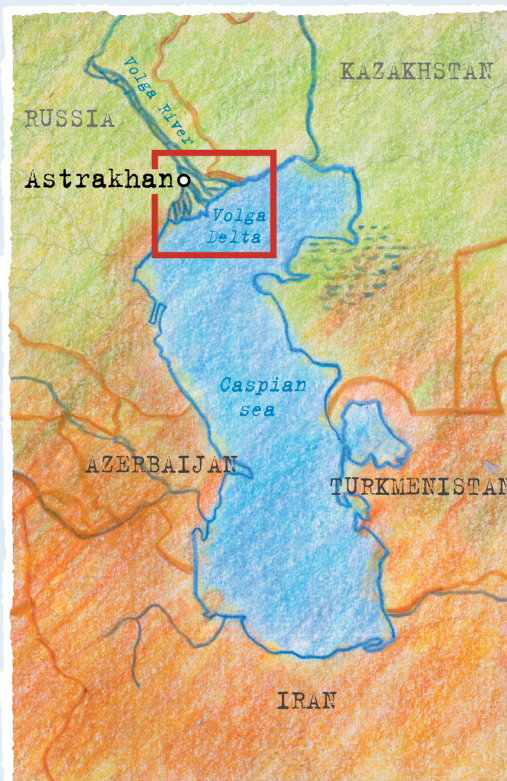 KAZAKHSTAN
Volga River
RUSSIA
Astrakhan
Volga
Delta
Caspian
sea
AZERBAIJAN
TURKMENISTAN
IRAN